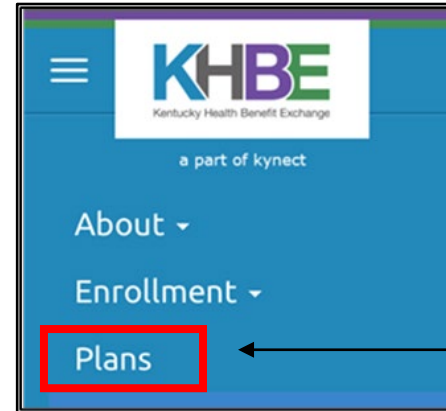 KHBE
Kentucky Health Benefit Exchange
a part of kynect
About
Enrollment
Plans